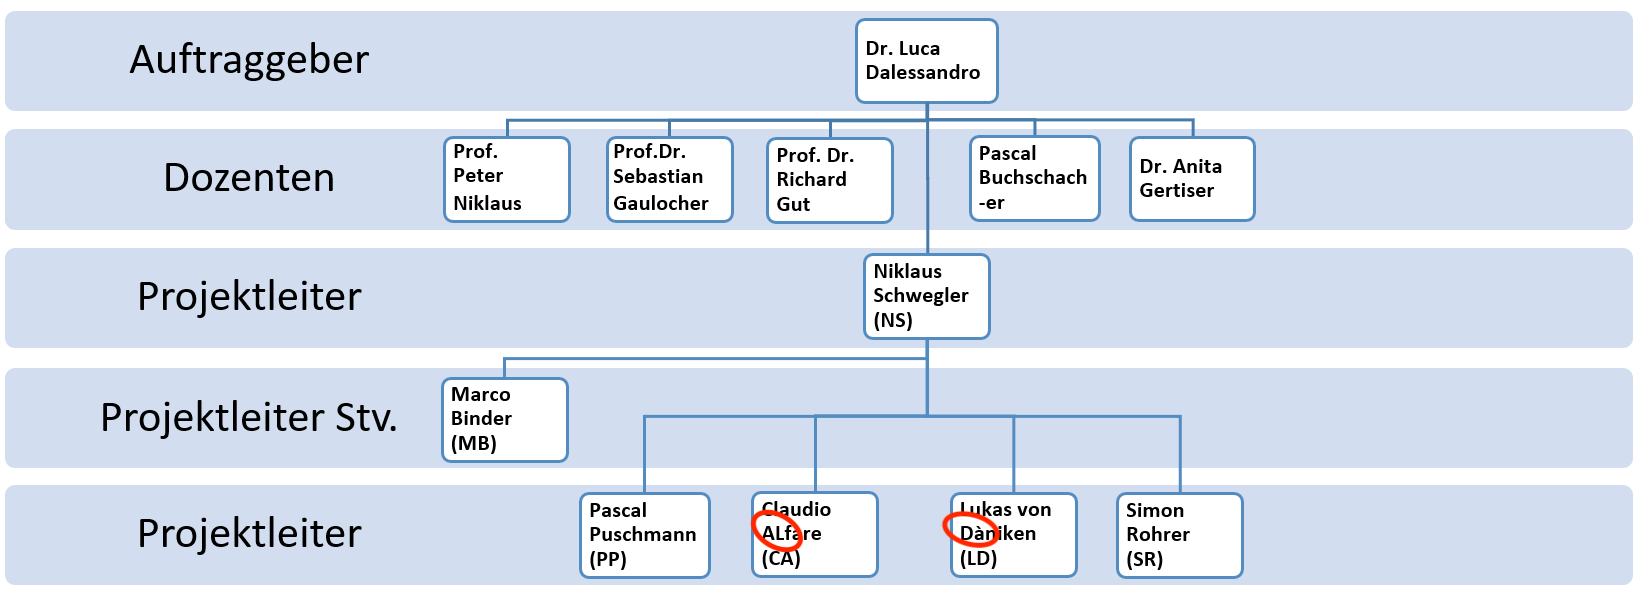 Auftraggeber
Dr. Luca
Dalessandro
Dozenten
Prof.
Peter
Niklaus
Prof.Dr.
Sebastian
Gaulocher
Prof. Dr.
Richard
Gut
Pascal
Buchschach
-er
Dr. Anita
Gertiser
Projektleiter
Niklaus
Schwegler
(NS)
Projektleiter Stv.
Marco
Binder
(MB)
Projektleiter
Pascal
Puschmann
(PP)
Claudio
ALfare
(CA)
Lukas von
Dàniken
(LD)
Simon
Rohrer
(SR)